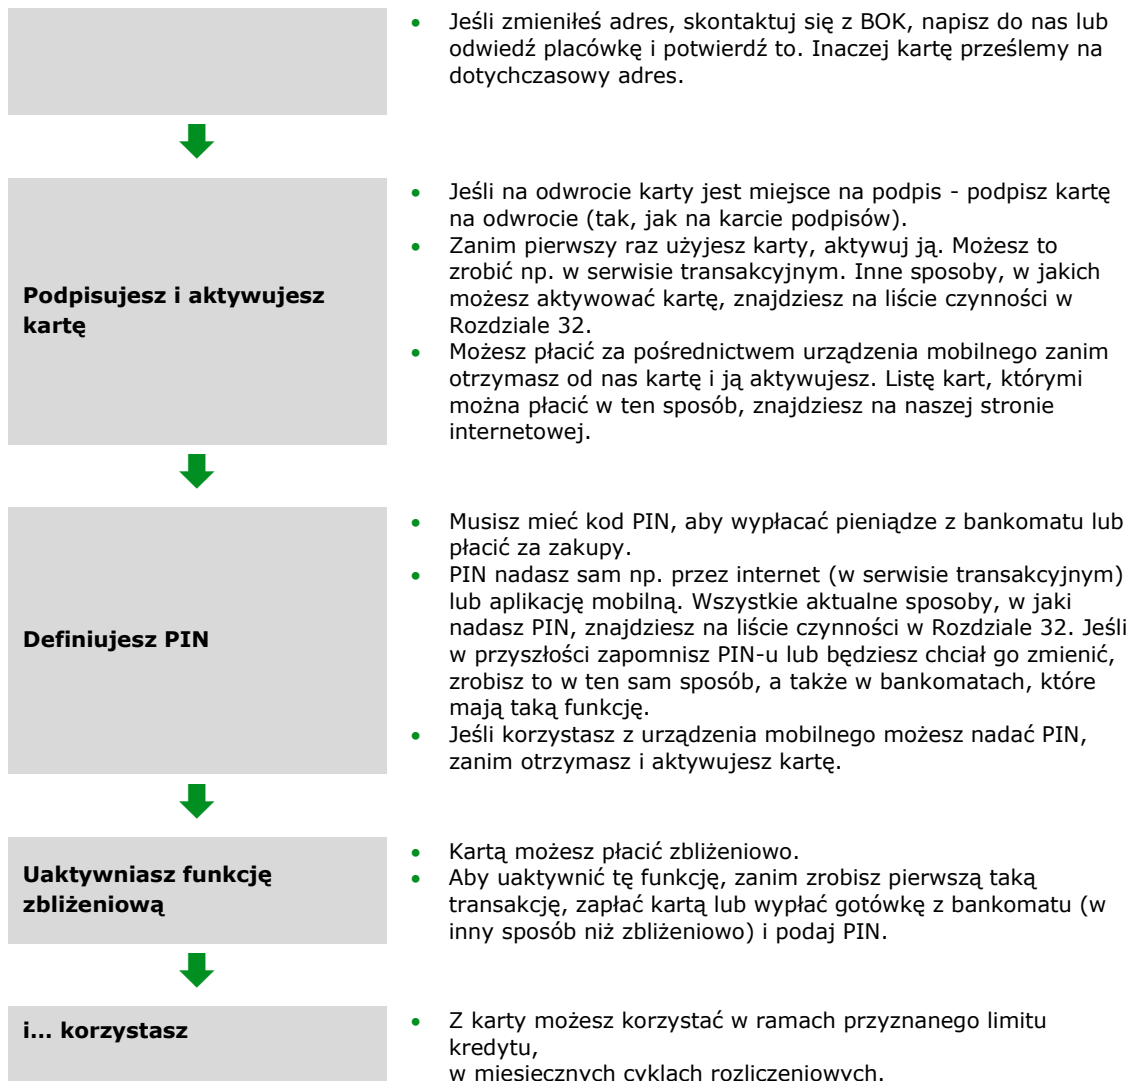 • Jeśli zmieniłeś adres, skontaktuj się z BOK, napisz do nas lub
odwiedź placówkę i potwierdź to. Inaczej kartę prześlemy na
dotychczasowy adres.
Podpisujesz i aktywujesz
kartę
• Jeśli na odwrocie karty jest miejsce na podpis - podpisz kartę
na odwrocie (tak, jak na karcie podpisów).
• Zanim pierwszy raz użyjesz karty, aktywuj ją. Możesz to
zrobić np. w serwisie transakcyjnym. Inne sposoby, w jakich
możesz aktywować kartę, znajdziesz na liście czynności w
Rozdziale 32.
• Możesz płacić za pośrednictwem urządzenia mobilnego zanim
otrzymasz od nas kartę i ją aktywujesz. Listę kart, którymi
można płacić w ten sposób, znajdziesz na naszej stronie
internetowej.
Definiujesz PIN
• Musisz mieć kod PIN, aby wypłacać pieniądze z bankomatu lub
płacić za zakupy.
• PIN nadasz sam np. przez internet (w serwisie transakcyjnym)
lub aplikację mobilną. Wszystkie aktualne sposoby, w jaki
nadasz PIN, znajdziesz na liście czynności w Rozdziale 32. Jeśli
w przyszłości zapomnisz PIN-u lub będziesz chciał go zmienić,
zrobisz to w ten sam sposób, a także w bankomatach, które
mają taką funkcję.
• Jeśli korzystasz z urządzenia mobilnego możesz nadać PIN,
zanim otrzymasz i aktywujesz kartę.
Uaktywniasz funkcję
zbliżeniową
• Kartą możesz płacić zbliżeniowo.
• Aby uaktywnić tę funkcję, zanim zrobisz pierwszą taką
transakcję, zapłać kartą lub wypłać gotówkę z bankomatu (w
inny sposób niż zbliżeniowo) i podaj PIN.
i… korzystasz
• Z karty możesz korzystać w ramach przyznanego limitu
kredytu,
w miesięcznych cyklach rozliczeniowych.